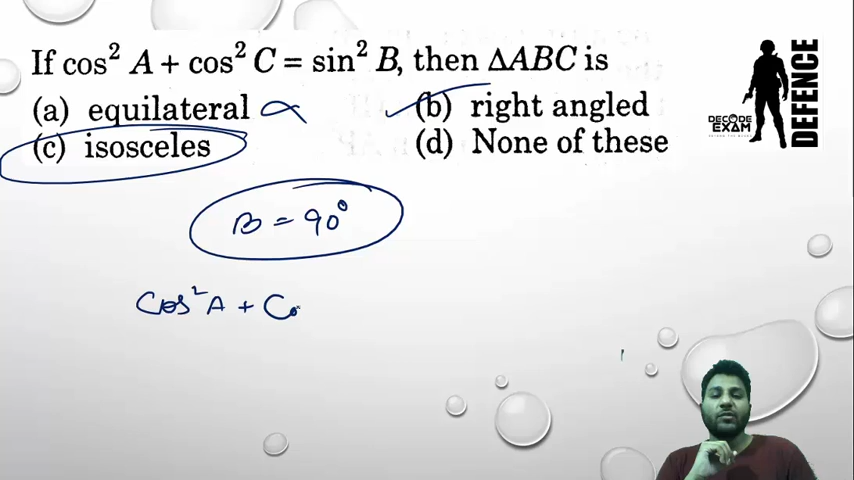 If cos² A + cos² C = sin² B, then ΔABC is
(a) equilateral (b) right angled
(c) isosceles (d) None of these
DECODE EXAM
DEFENCE
B = 90°
Cos² A + Co